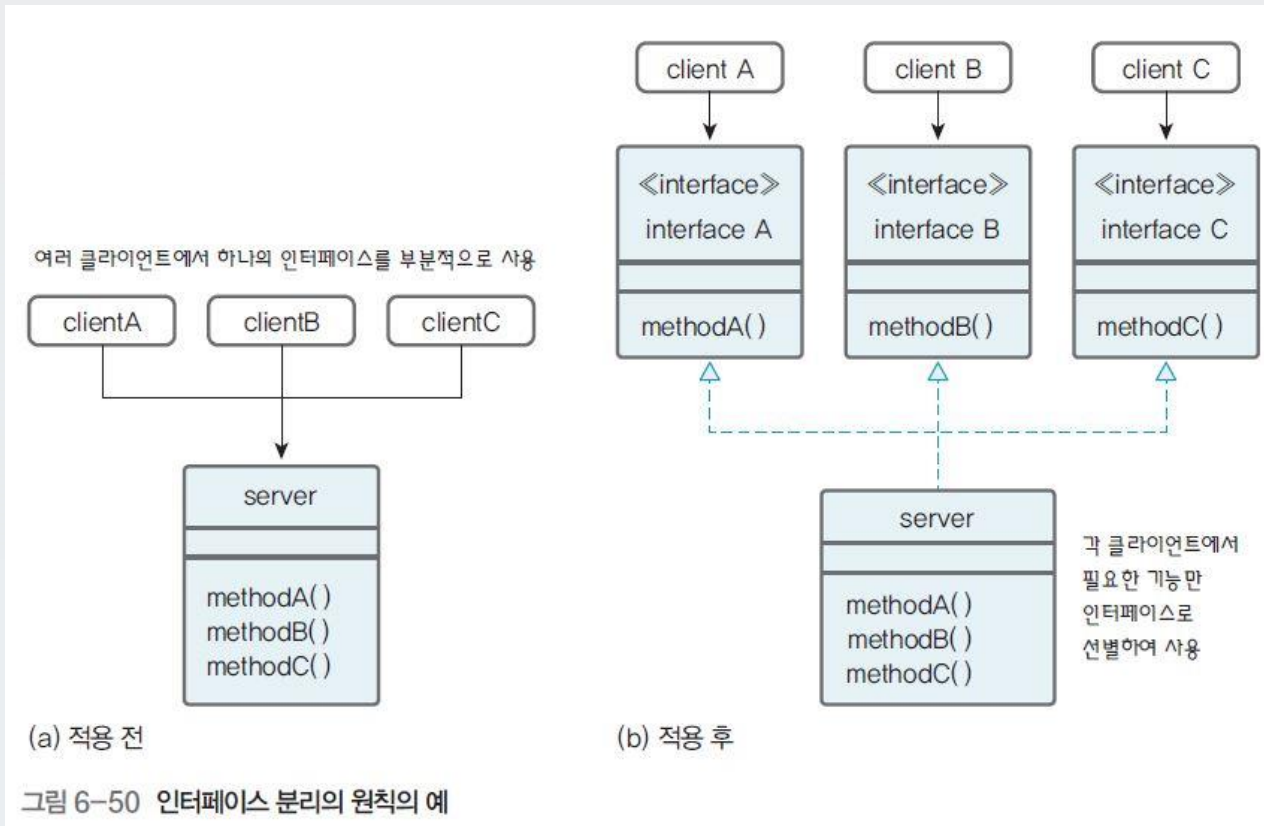 여러 클라이언트에서 하나의 인터페이스를 부분적으로 사용
clientA
clientB
clientC
server
methodA( )
methodB( )
methodC( )
(a) 적용 전
client A
client B
client C
≪interface≫
interface A
methodA( )
≪interface≫
interface B
methodB( )
≪interface≫
interface C
methodC( )
server
methodA( )
methodB( )
methodC( )
각 클라이언트에서
필요한 기능만
인터페이스로
선별하여 사용
(b) 적용 후
그림 6-50 인터페이스 분리의 원칙의 예